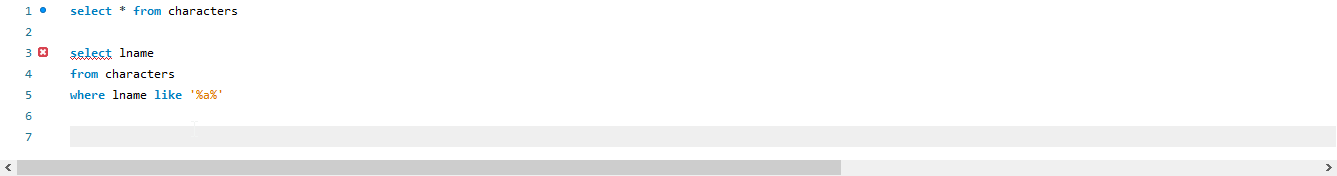 1 select * from characters
2
3 select lname
4 from characters
5 where lname like '%a%'
6
7